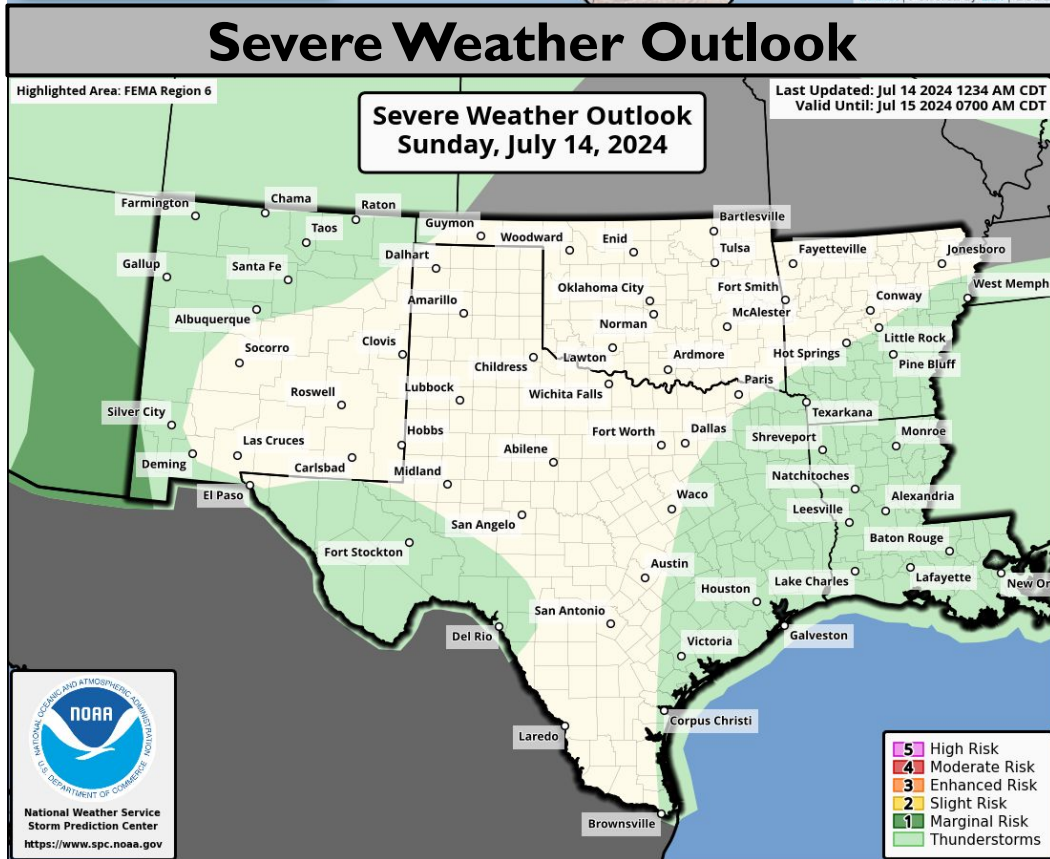 Severe Weather Outlook
Highlighted Area: FEMA Region 6
Severe Weather Outlook
Sunday, July 14, 2024
Last Updated: Jul 14 2024 1234 AM CDT
Valid Until: Jul 15 2024 0700 AM CDT
Farmington
Chama
Raton
Taos
Guymon
Woodward
Enid
Bartlesville
Tulsa
Fayetteville
Jonesboro
Gallup
Santa Fe
Dalhart
Oklahoma City
Fort Smith
West Memph
Albuquerque
Amarillo
Norman
McAlester
Conway
Socorro
Clovis
Childress
Lawton
Ardmore
Hot Springs
Little Rock
Pine Bluff
Roswell
Lubbock
Wichita Falls
Paris
Silver City
Texarkana
Las Cruces
Hobbs
Abilene
Fort Worth
Dallas
Shreveport
Monroe
Deming
Carlsbad
Midland
Natchitoches
El Paso
Waco
Leesville
Alexandria
San Angelo
Fort Stockton
Baton Rouge
Austin
Houston
Lake Charles
Lafayette
New Or
Del Rio
San Antonio
Galveston
Victoria
Laredo
Corpus Christi
Brownsville
NATIONAL OCEANIC AND ATMOSPHERIC ADMINISTRATION
NOAA
U.S. DEPARTMENT OF COMMERCE
National Weather Service
Storm Prediction Center
https://www.spc.noaa.gov
5 High Risk
4 Moderate Risk
3 Enhanced Risk
2 Slight Risk
1 Marginal Risk
Thunderstorms